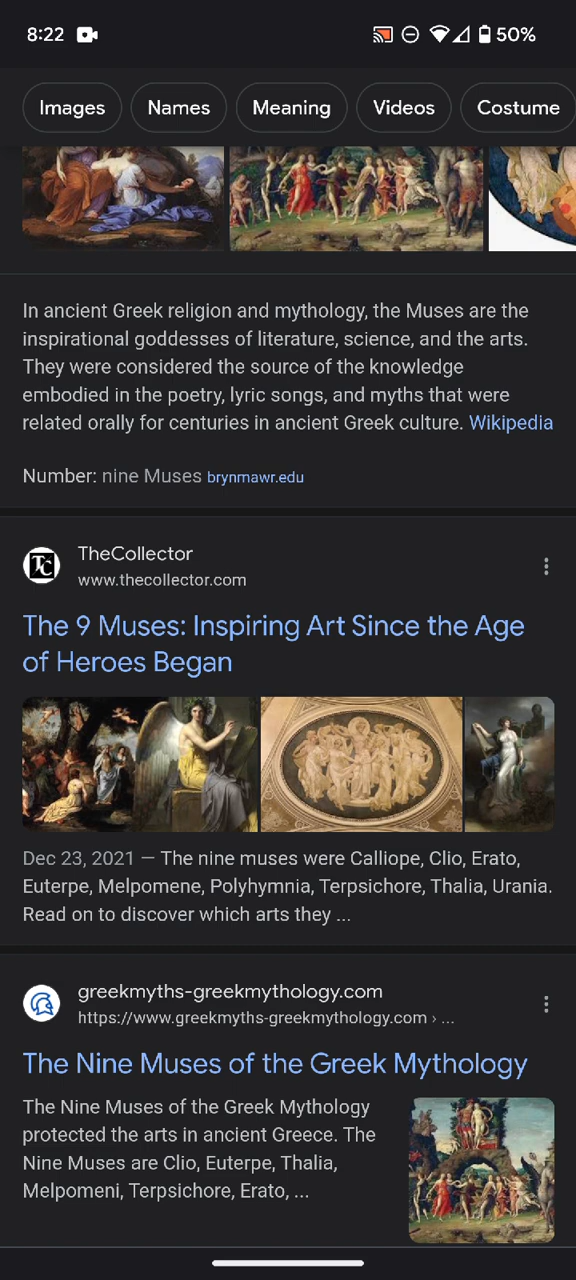 8:22
50%
Images
Names
Meaning
Videos
Costume
In ancient Greek religion and mythology, the Muses are the
inspirational goddesses of literature, science, and the arts.
They were considered the source of the knowledge
embodied in the poetry, lyric songs, and myths that were
related orally for centuries in ancient Greek culture. Wikipedia
Number: nine Muses brynmawr.edu
TC
TheCollector
www.thecollector.com
The 9 Muses: Inspiring Art Since the Age
of Heroes Began
Dec 23, 2021 — The nine muses were Calliope, Clio, Erato,
Euterpe, Melpomene, Polyhymnia, Terpsichore, Thalia, Urania.
Read on to discover which arts they ...
greekmyths-greekmythology.com
https://www.greekmyths-greekmythology.com › ...
The Nine Muses of the Greek Mythology
The Nine Muses of the Greek Mythology
protected the arts in ancient Greece. The
Nine Muses are Clio, Euterpe, Thalia,
Melpomeni, Terpsichore, Erato, ...